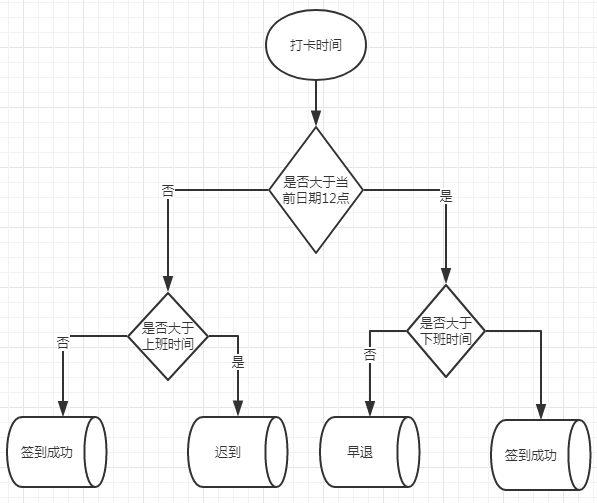 打卡时间
是否大于当
前日期12点
否
是
是否大于
上班时间
是否大于
下班时间
否
是
否
签到成功
迟到
早退
签到成功